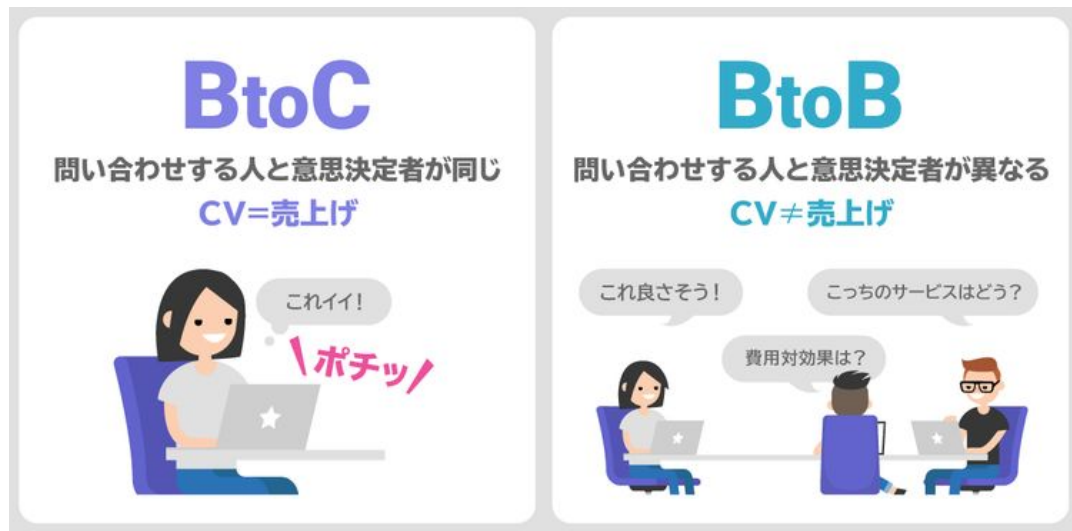 BtoC
問い合わせする人と意思決定者が同じ
CV=売上げ
これイイ!
ポチッ
BtoB
問い合わせする人と意思決定者が異なる
CV≠売上げ
これ良さそう!
こっちのサービスはどう?
費用対効果は?